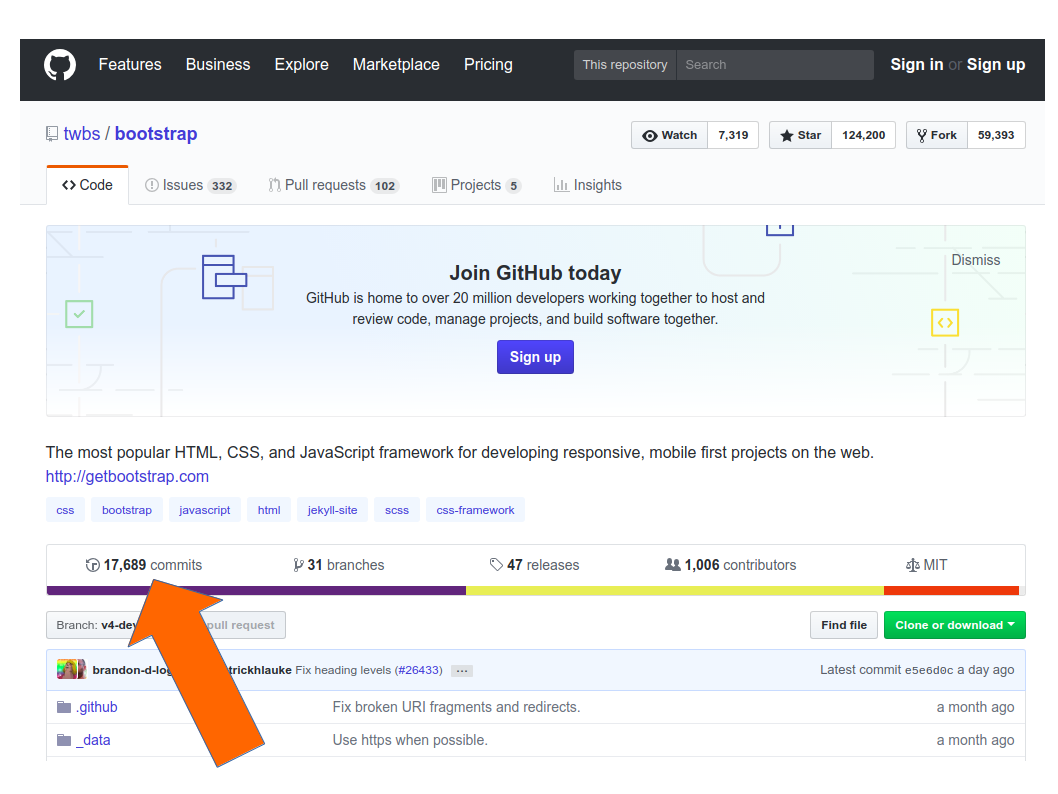 Features Business Explore Marketplace Pricing This repository Search Sign in or Sign up
twbs / bootstrap Watch 7,319 Star 124,200 Fork 59,393
Code Issues 332 Pull requests 102 Projects 5 Insights
Join GitHub today
Dismiss
GitHub is home to over 20 million developers working together to host and
review code, manage projects, and build software together.
Sign up
The most popular HTML, CSS, and JavaScript framework for developing responsive, mobile first projects on the web.
http://getbootstrap.com
css bootstrap javascript html jekyll-site scss css-framework
17,689 commits 31 branches 47 releases 1,006 contributors MIT
Branch: v4-dev pull request Find file Clone or download
Fix heading levels (#26433) Latest commit e5e6d0c a day ago
.github Fix broken URI fragments and redirects. a month ago
_data Use https when possible. a month ago